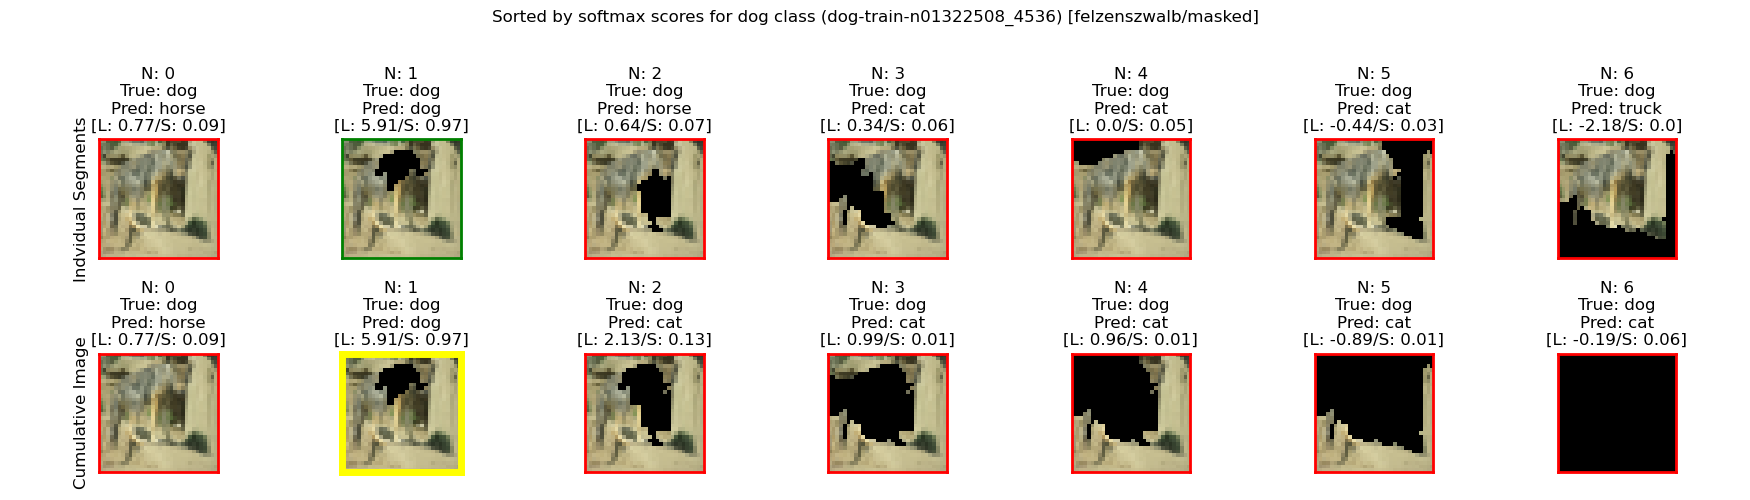 Sorted by softmax scores for dog class (dog-train-n01322508_4536) [felzenszwalb/masked]
Indvidual Segments
N: 0
True: dog
Pred: horse
[L: 0.77/S: 0.09]
N: 1
True: dog
Pred: dog
[L: 5.91/S: 0.97]
N: 2
True: dog
Pred: horse
[L: 0.64/S: 0.07]
N: 3
True: dog
Pred: cat
[L: 0.34/S: 0.06]
N: 4
True: dog
Pred: cat
[L: 0.0/S: 0.05]
N: 5
True: dog
Pred: cat
[L: -0.44/S: 0.03]
N: 6
True: dog
Pred: truck
[L: -2.18/S: 0.0]
Cumulative Image
N: 0
True: dog
Pred: horse
[L: 0.77/S: 0.09]
N: 1
True: dog
Pred: dog
[L: 5.91/S: 0.97]
N: 2
True: dog
Pred: cat
[L: 2.13/S: 0.13]
N: 3
True: dog
Pred: cat
[L: 0.99/S: 0.01]
N: 4
True: dog
Pred: cat
[L: 0.96/S: 0.01]
N: 5
True: dog
Pred: cat
[L: -0.89/S: 0.01]
N: 6
True: dog
Pred: cat
[L: -0.19/S: 0.06]